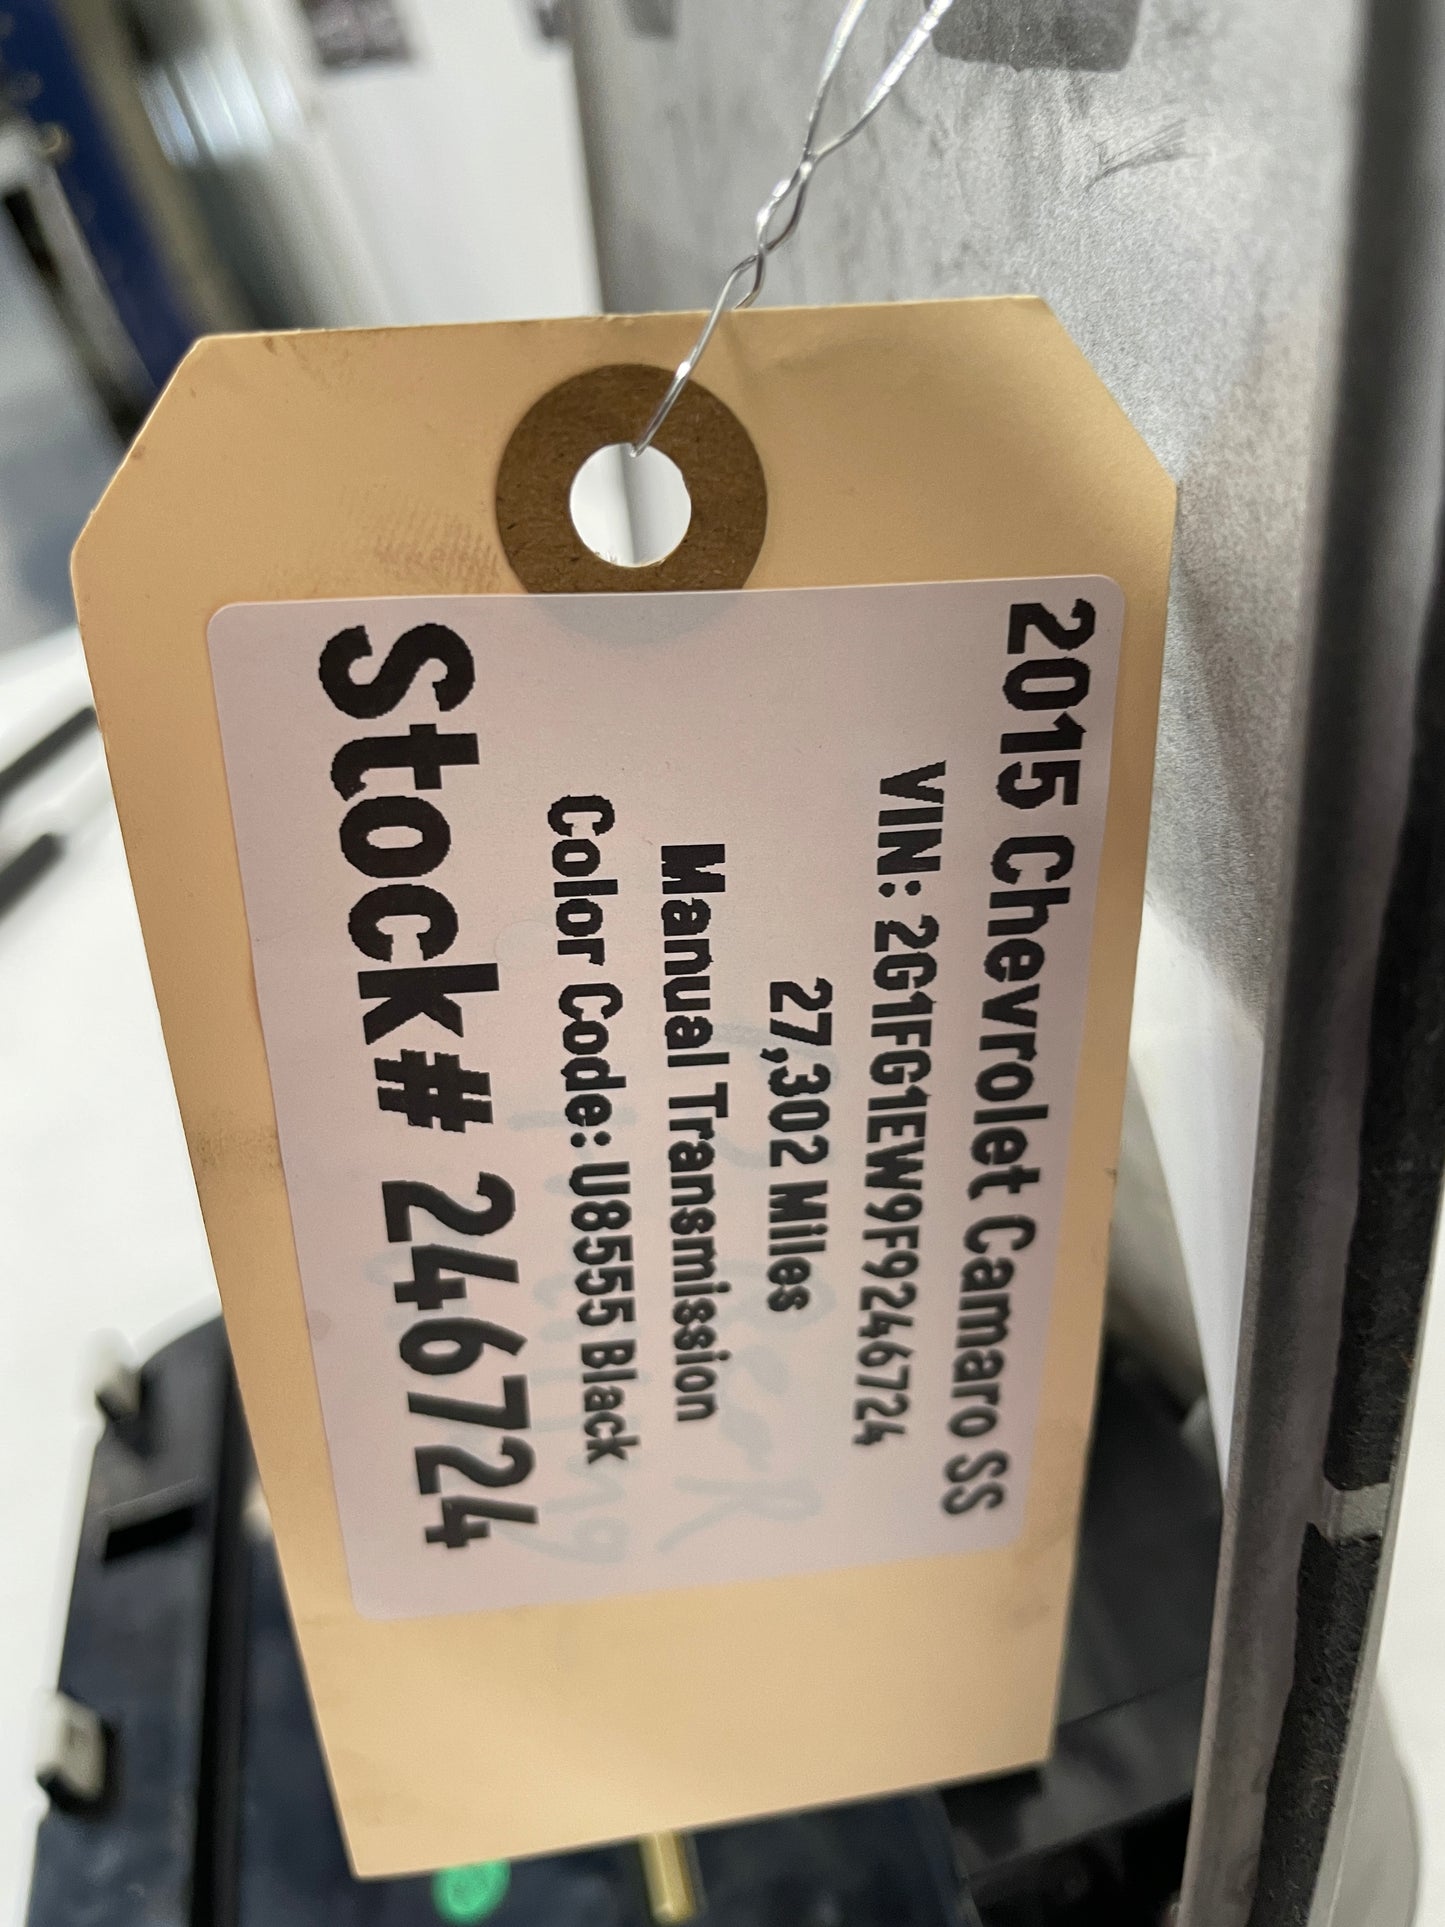 2015 Chevrolet Camaro SS
VIN: 2G1FG1EW9F9246724
27,302 Miles
Manual Transmission
Color Code: U8555 Black
Stock# 246724